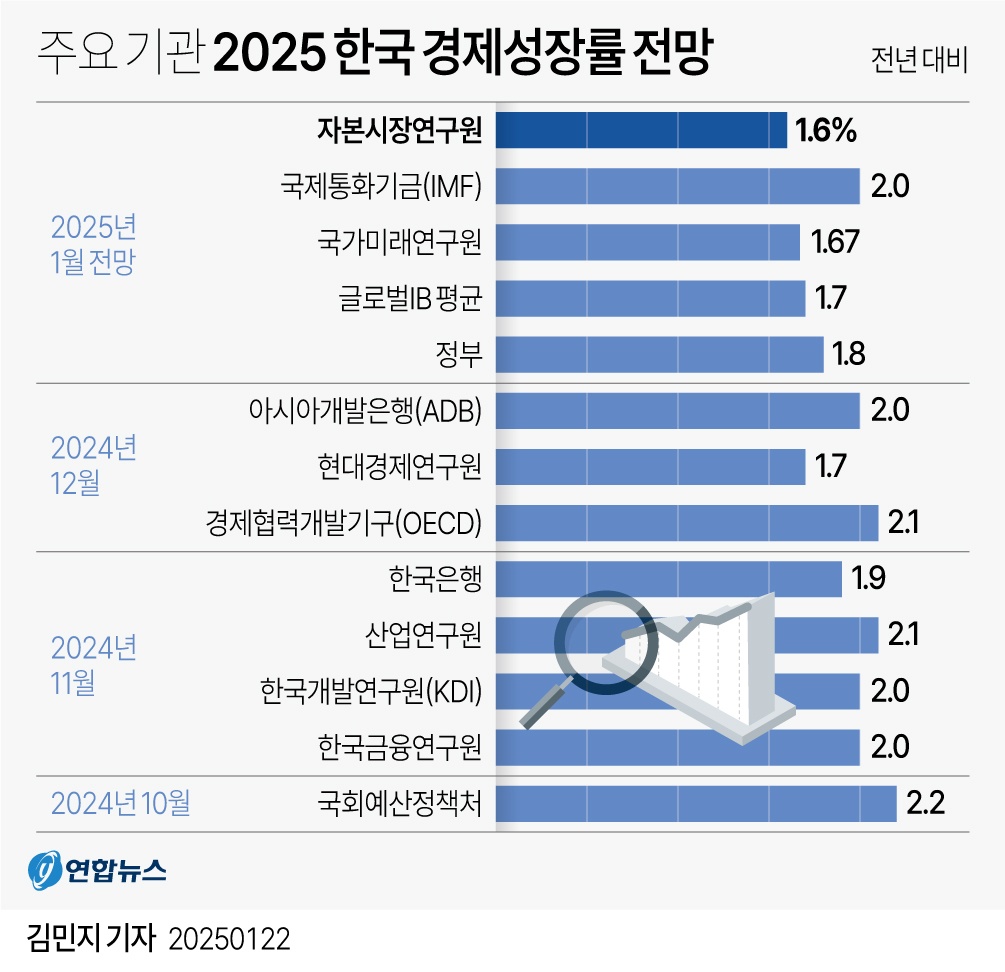 주요 기관 2025 한국 경제성장률 전망
전년 대비
2025년
1월 전망
자본시장연구원 1.6%
국제통화기금(IMF) 2.0
국가미래연구원 1.67
글로벌IB 평균 1.7
정부 1.8
2024년
12월
아시아개발은행(ADB) 2.0
현대경제연구원 1.7
경제협력개발기구(OECD) 2.1
2024년
11월
한국은행 1.9
산업연구원 2.1
한국개발연구원(KDI) 2.0
한국금융연구원 2.0
2024년 10월 국회예산정책처 2.2
연합뉴스
김민지 기자 20250122